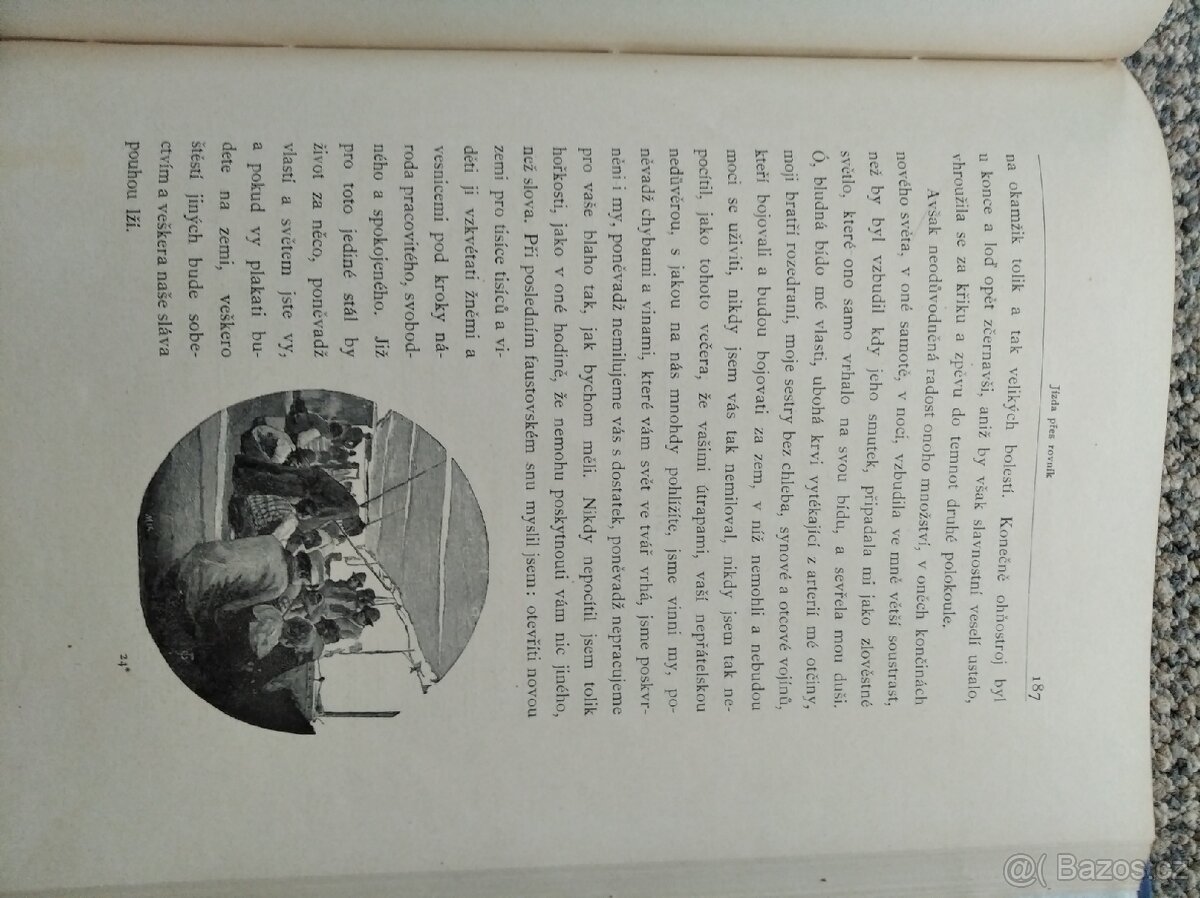 Jízda přes rovník
187
na okamžik tolik a tak velikých bolestí. Konečně ohňostroj byl
u konce a loď opět zčernavši, aniž by však slavnostní veselí ustalo,
vhroužila se za křiku a zpěvu do temnot druhé polokoule.
Avšak neodůvodněná radost onoho množství, v oněch končinách
nového světa, v oné samotě, v noci, vzbudila ve mně větší soustrast,
než by byl vzbudil kdy jeho smutek, připadala mi jako zlověstné
světlo, které ono samo vrhalo na svou bídu, a sevřela mou duši.
Ó, bludná bído mé vlasti, ubohá krvi vytékající z arterií mé otčiny,
moji bratří rozedraní, moje sestry bez chleba, synové a otcové vojínů,
kteří bojovali a budou bojovati za zem, v níž nemohli a nebudou
moci se uživiti, nikdy jsem vás tak nemiloval, nikdy jsem tak ne-
pocítil, jako tohoto večera, že vašimi útrapami, vaší nepřátelskou
nedůvěrou, s jakou na nás mnohdy pohlížíte, jsme vinni my, po-
něvadž chybami a vinami, které vám svět ve tvář vrhá, jsme poskvr-
něni i my, poněvadž nemilujeme vás s dostatek, poněvadž nepracujeme
pro vaše blaho tak, jak bychom měli. Nikdy nepocítil jsem tolik
hořkosti, jako v oné hodině, že nemohu poskytnouti vám nic jiného,
než slova. Při posledním faustovském snu myslil jsem: otevříti novou
zemi pro tisíce tisíců a vi-
děti ji vzkvétati žněmi a
vesnicemi pod kroky ná-
roda pracovitého, svobod-
ného a spokojeného. Již
pro toto jediné stál by
život za něco, poněvadž
vlastí a světem jste vy,
a pokud vy plakati bu-
dete na zemi, veškero
štěstí jiných bude sobe-
ctvím a veškera naše sláva
pouhou lží.
24*
@( Bazos.cz